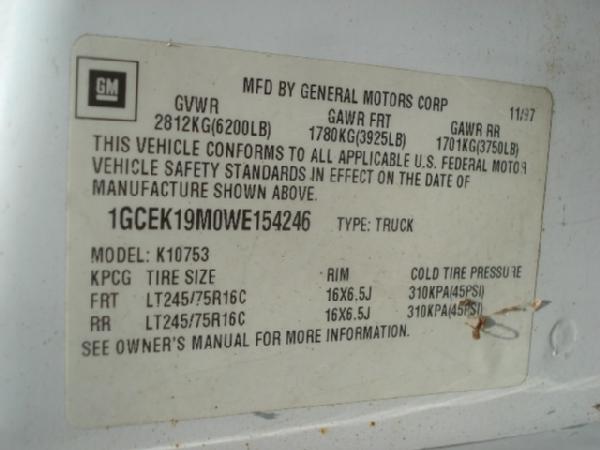 GM
MFD BY GENERAL MOTORS CORP
11/97
GVWR GAWR FRT GAWR RR
2812KG(6200LB) 1780KG(3925LB) 1701KG(3750LB)
THIS VEHICLE CONFORMS TO ALL APPLICABLE U.S. FEDERAL MOTOR
VEHICLE SAFETY STANDARDS IN EFFECT ON THE DATE OF
MANUFACTURE SHOWN ABOVE.
1GCEK19M0WE154246 TYPE: TRUCK
MODEL: K10753
KPCG TIRE SIZE RIM COLD TIRE PRESSURE
FRT LT245/75R16C 16X6.5J 310KPA(45PSI)
RR LT245/75R16C 16X6.5J 310KPA(45PSI)
SEE OWNER'S MANUAL FOR MORE INFORMATION.